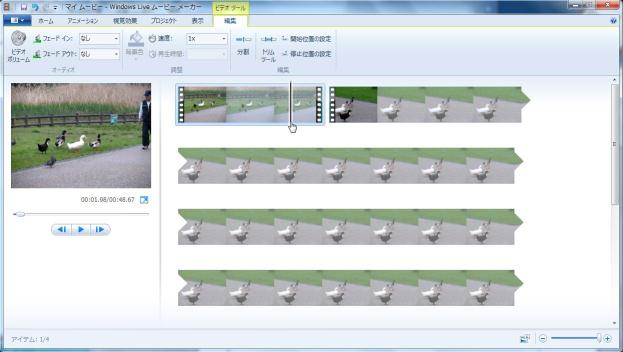 マイ ムービー - Windows Live ムービー メーカー
ビデオ ツール
ホーム アニメーション 視覚効果 プロジェクト 表示 編集
ビデオ ボリューム
フェード イン: なし
フェード アウト: なし
オーディオ
背景色
速度: 1x
再生時間:
調整
分割
トリム ツール
開始位置の設定
停止位置の設定
編集
00:01.98/00:48.67
アイテム: 1/4